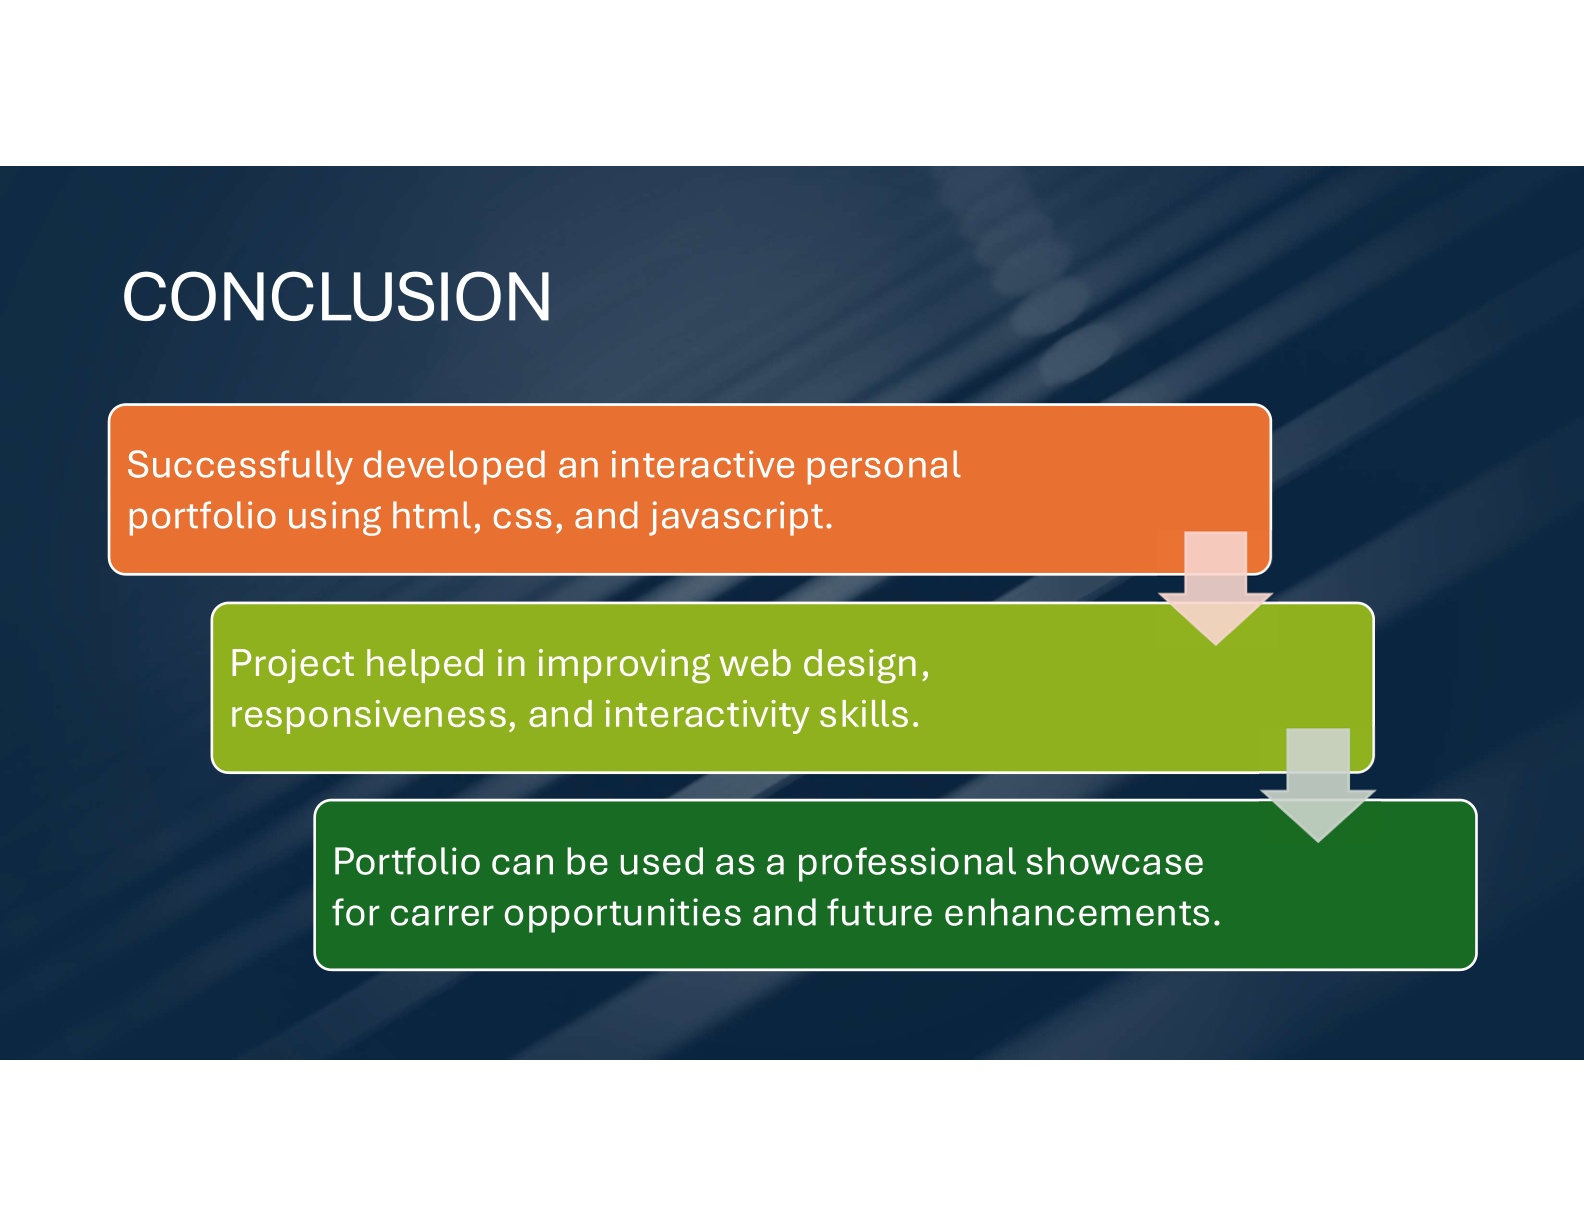 CONCLUSION
Successfully developed an interactive personal
portfolio using html, css, and javascript.
Project helped in improving web design,
responsiveness, and interactivity skills.
Portfolio can be used as a professional showcase
for carrer opportunities and future enhancements.